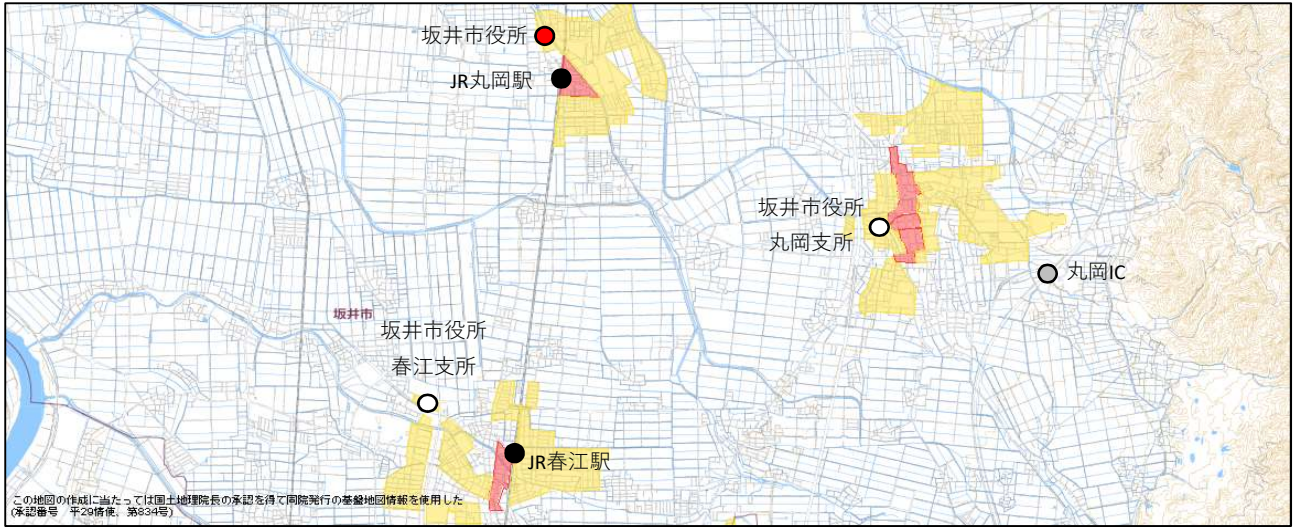 坂井市役所
JR丸岡駅
坂井市役所
丸岡支所
丸岡IC
坂井市
坂井市役所
春江支所
JR春江駅
この地図の作成に当たっては国土地理院長の承認を得て同院発行の基盤地図情報を使用した
(承認番号　平29情使、第834号)